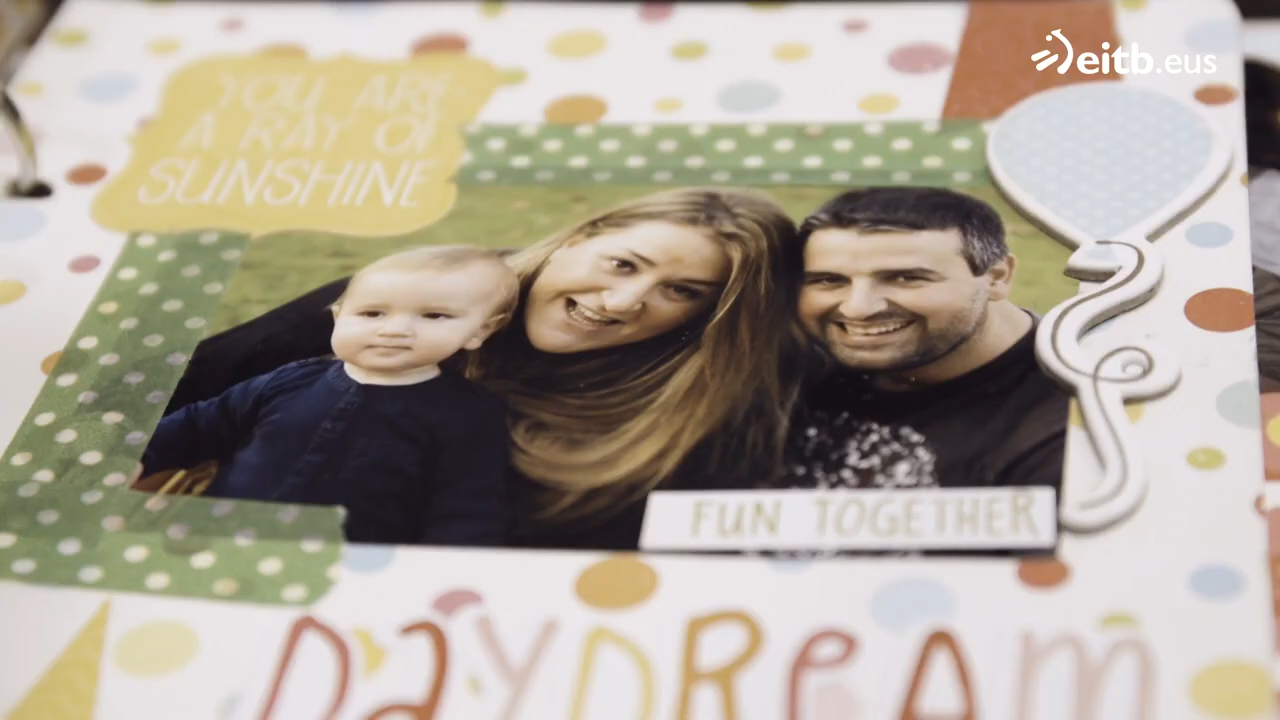 eitb.eus
YOU ARE
A RAY OF
SUNSHINE
FUN TOGETHER
DaYDReAm